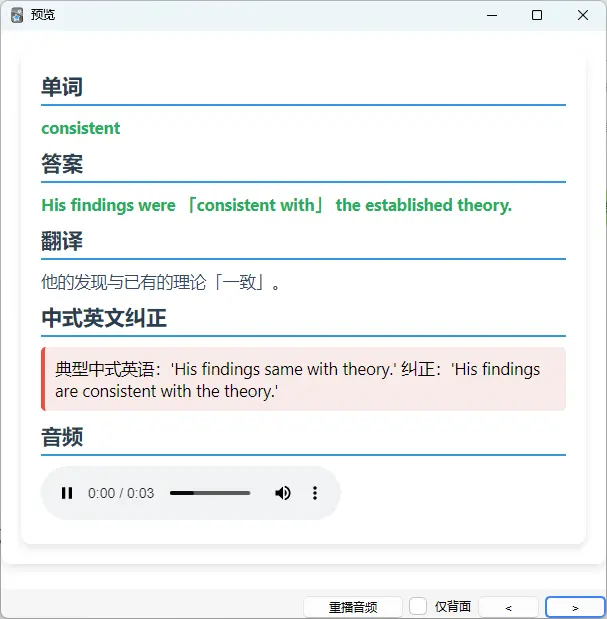 预览
单词
consistent
答案
His findings were 「consistent with」 the established theory.
翻译
他的发现与已有的理论「一致」。
中式英文纠正
典型中式英语：'His findings same with theory.' 纠正：'His findings
are consistent with the theory.'
音频
0:00 / 0:03
重播音频 仅背面 < >